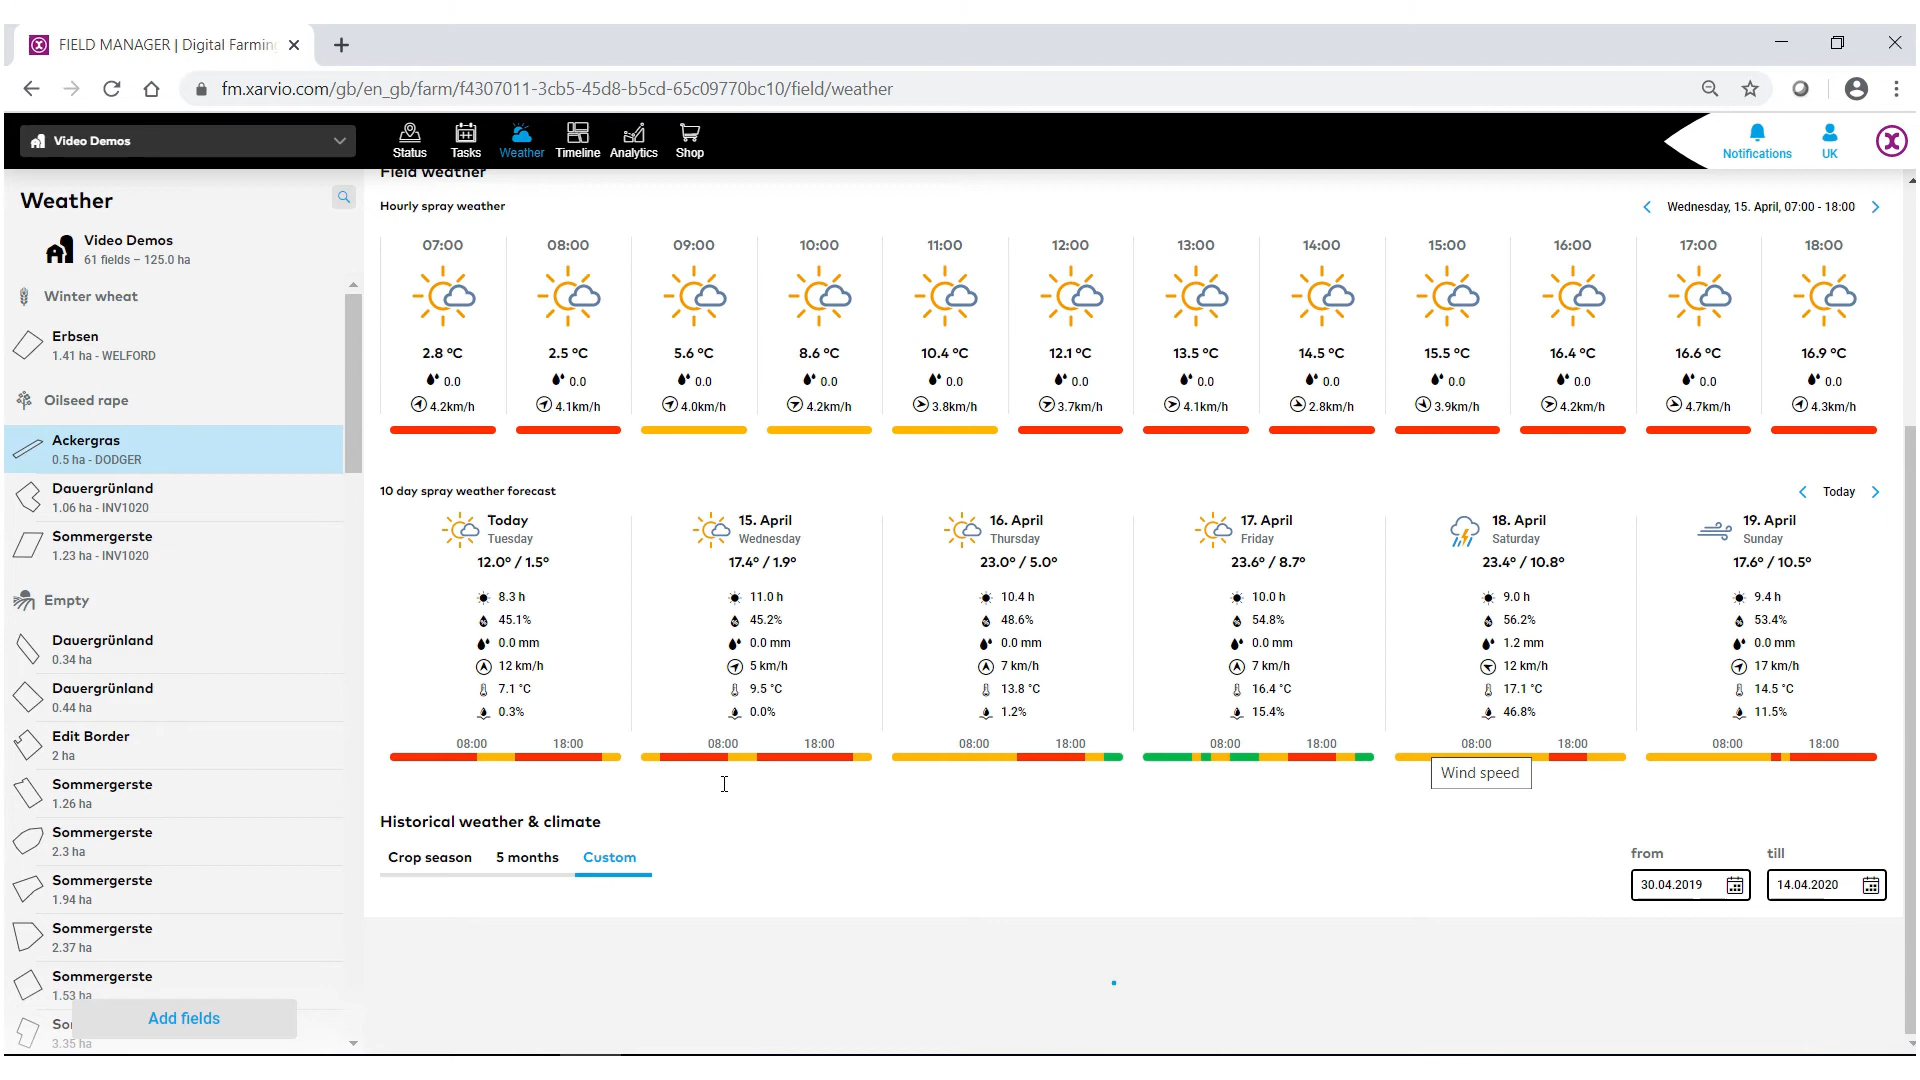 FIELD MANAGER | Digital Farmin
fm.xarvio.com/gb/en_gb/farm/f4307011-3cb5-45d8-b5cd-65c09770bc10/field/weather
Video Demos
Status Tasks Weather Timeline Analytics Shop
Notifications UK
Weather
Video Demos
61 fields – 125.0 ha
Winter wheat
Erbsen
1.41 ha - WELFORD
Oilseed rape
Ackergras
0.5 ha - DODGER
Dauergrünland
1.06 ha - INV1020
Sommergerste
1.23 ha - INV1020
Empty
Dauergrünland
0.34 ha
Dauergrünland
0.44 ha
Edit Border
2 ha
Sommergerste
1.26 ha
Sommergerste
2.3 ha
Sommergerste
1.94 ha
Sommergerste
2.37 ha
Sommergerste
1.53 ha
So
3.35 ha
Add fields
Field weather
Hourly spray weather
Wednesday, 15. April, 07:00 - 18:00
07:00 08:00 09:00 10:00 11:00 12:00 13:00 14:00 15:00 16:00 17:00 18:00
2.8 °C 2.5 °C 5.6 °C 8.6 °C 10.4 °C 12.1 °C 13.5 °C 14.5 °C 15.5 °C 16.4 °C 16.6 °C 16.9 °C
0.0 0.0 0.0 0.0 0.0 0.0 0.0 0.0 0.0 0.0 0.0 0.0
4.2km/h 4.1km/h 4.0km/h 4.2km/h 3.8km/h 3.7km/h 4.1km/h 2.8km/h 3.9km/h 4.2km/h 4.7km/h 4.3km/h
10 day spray weather forecast
Today
Today 15. April 16. April 17. April 18. April 19. April
Tuesday Wednesday Thursday Friday Saturday Sunday
12.0° / 1.5° 17.4° / 1.9° 23.0° / 5.0° 23.6° / 8.7° 23.4° / 10.8° 17.6° / 10.5°
8.3 h 11.0 h 10.4 h 10.0 h 9.0 h 9.4 h
45.1% 45.2% 48.6% 54.8% 56.2% 53.4%
0.0 mm 0.0 mm 0.0 mm 0.0 mm 1.2 mm 0.0 mm
12 km/h 5 km/h 7 km/h 7 km/h 12 km/h 17 km/h
7.1 °C 9.5 °C 13.8 °C 16.4 °C 17.1 °C 14.5 °C
0.3% 0.0% 1.2% 15.4% 46.8% 11.5%
08:00 18:00 08:00 18:00 08:00 18:00 08:00 18:00 08:00 18:00 08:00 18:00
Wind speed
Historical weather & climate
Crop season 5 months Custom
from till
30.04.2019 14.04.2020